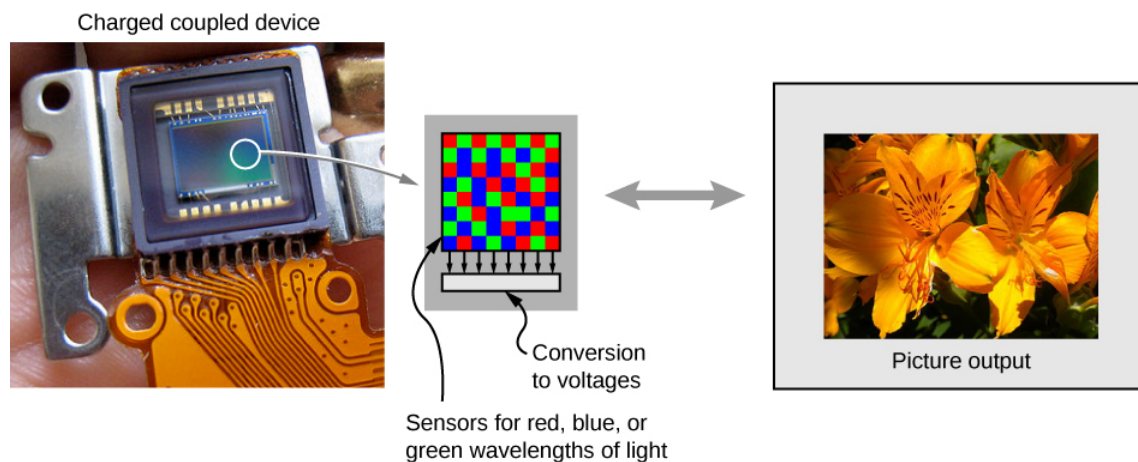 Charged coupled device
Conversion
to voltages
Sensors for red, blue, or
green wavelengths of light
Picture output